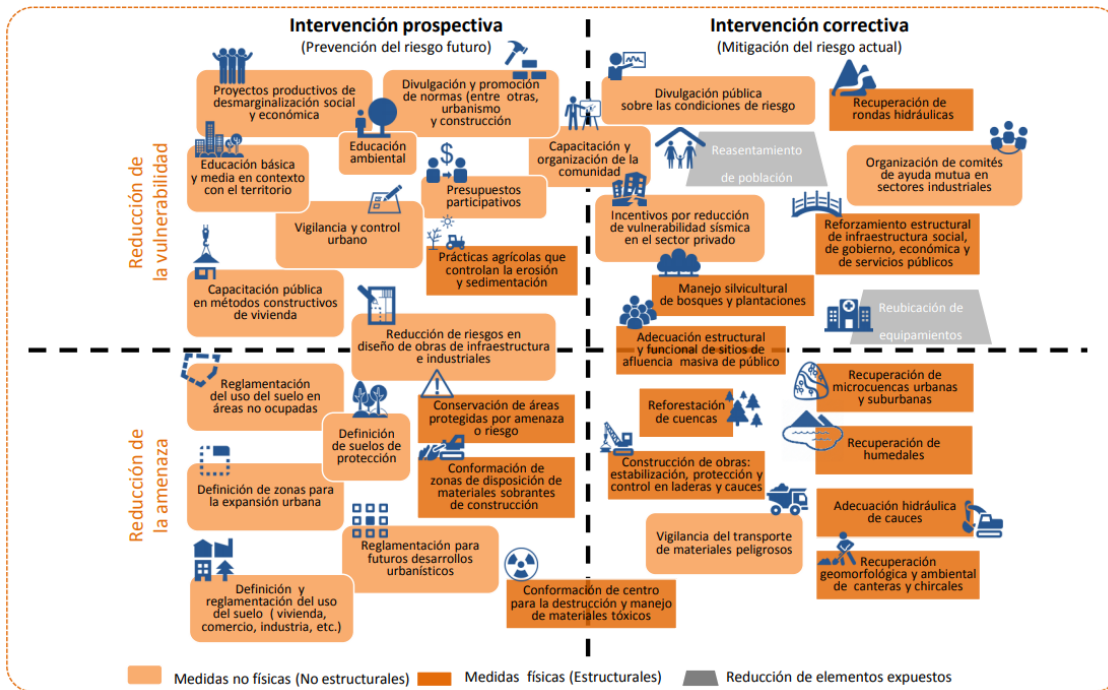 Intervención prospectiva
(Prevención del riesgo futuro)
Intervención correctiva
(Mitigación del riesgo actual)
Reducción de
la vulnerabilidad
Proyectos productivos de
desmarginalización social
y económica
Divulgación y promoción
de normas (entre otras,
urbanismo
y construcción
Educación
ambiental
Capacitación y
organización de la
comunidad
Educación básica
y media en contexto
con el territorio
$
Presupuestos
participativos
Vigilancia y control
urbano
Prácticas agrícolas que
controlan la erosión
y sedimentación
Capacitación pública
en métodos constructivos
de vivienda
Reducción de riesgos en
diseño de obras de infraestructura
e industriales
Divulgación pública
sobre las condiciones de riesgo
Recuperación de
rondas hidráulicas
Reasentamiento
de población
Organización de comités
de ayuda mutua en
sectores industriales
Incentivos por reducción
de vulnerabilidad sísmica
en el sector privado
Reforzamiento estructural
de infraestructura social,
de gobierno, económica y
de servicios públicos
Manejo silvicultural
de bosques y plantaciones
Reubicación de
equipamientos
Adecuación estructural
y funcional de sitios de
afluencia masiva de público
Reducción de
la amenaza
Reglamentación
del uso del suelo en
áreas no ocupadas
Definición
de suelos de
protección
Conservación de áreas
protegidas por amenaza
o riesgo
Definición de zonas para
la expansión urbana
Conformación de
zonas de disposición de
materiales sobrantes
de construcción
Reglamentación para
futuros desarrollos
urbanísticos
Definición y
reglamentación del uso
del suelo ( vivienda,
comercio, industria, etc.)
Conformación de centro
para la destrucción y manejo
de materiales tóxicos
Recuperación de
microcuencas urbanas
y suburbanas
Reforestación
de cuencas
Recuperación de
humedales
Construcción de obras:
estabilización, protección y
control en laderas y cauces
Adecuación hidráulica
de cauces
Vigilancia del transporte
de materiales peligrosos
Recuperación
geomorfológica y ambiental
de canteras y chircales
Medidas no físicas (No estructurales)
Medidas físicas (Estructurales)
Reducción de elementos expuestos